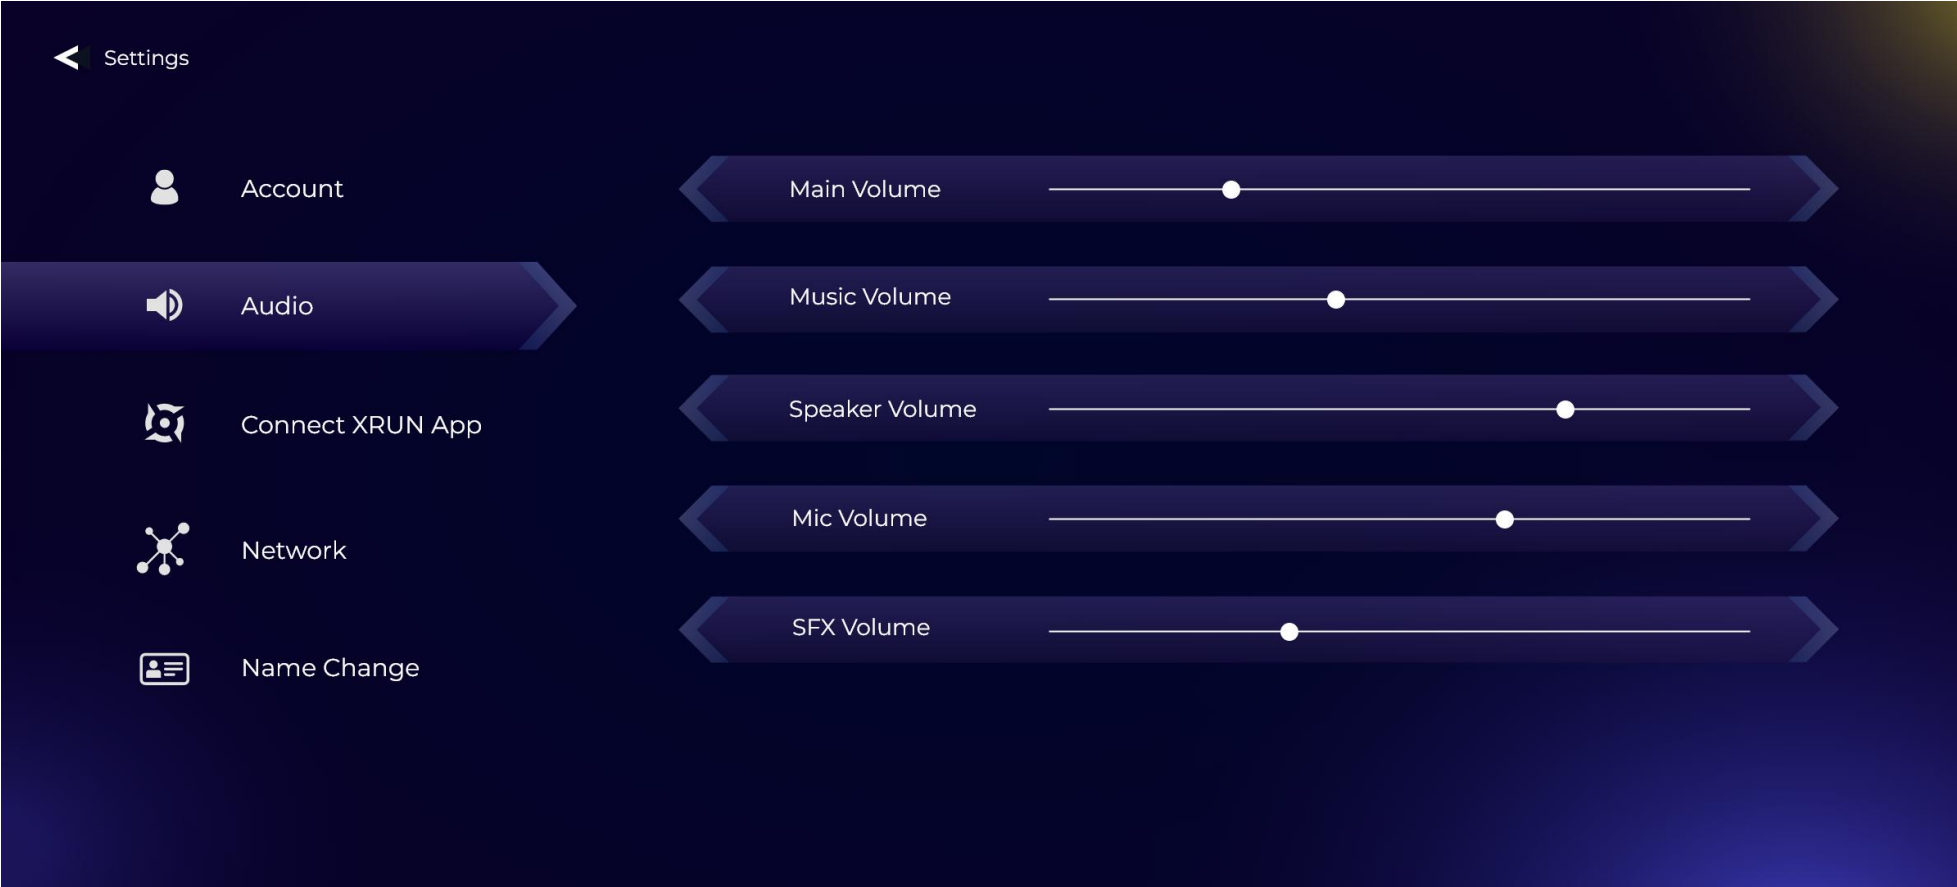 Settings
Account
Audio
Connect XRUN App
Network
Name Change
Main Volume
Music Volume
Speaker Volume
Mic Volume
SFX Volume